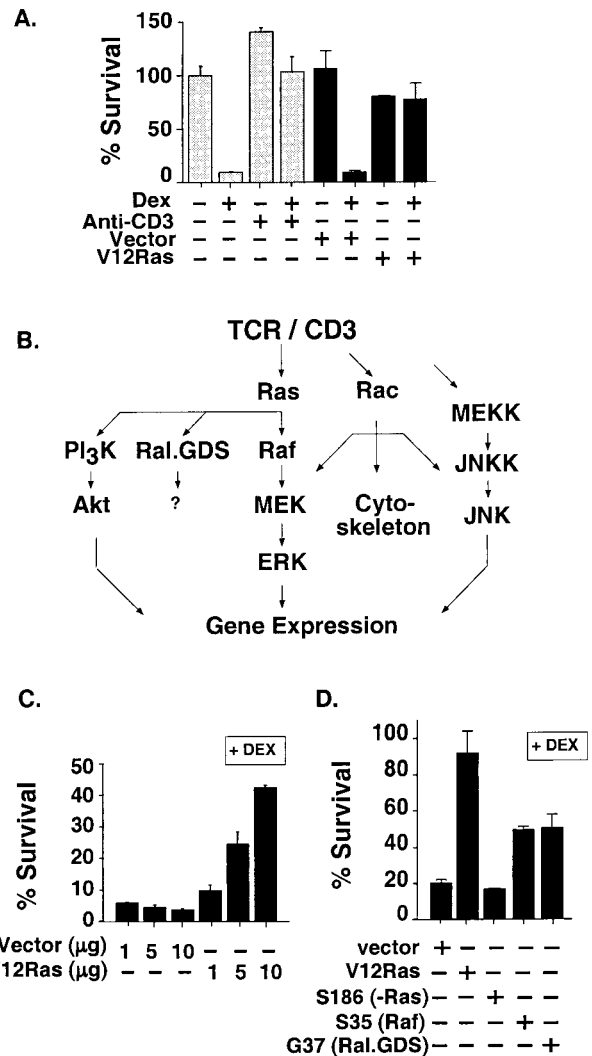 A.
150
100
50
0
% Survival
Dex − + − + − + − +
Anti-CD3 − − + + − − − −
Vector − − − − + + − −
V12Ras − − − − − − + +
B.
TCR / CD3
Ras Rac MEKK
PI3K Ral.GDS Raf JNKK
Akt ? MEK Cyto-skeleton JNK
ERK
Gene Expression
C.
+ DEX
50
40
30
20
10
0
% Survival
Vector (µg) 1 5 10 − − −
12Ras (µg) − − − 1 5 10
D.
+ DEX
100
80
60
40
20
0
% Survival
vector + − − − −
V12Ras − + − − −
S186 (-Ras) − − + − −
S35 (Raf) − − − + −
G37 (Ral.GDS) − − − − +